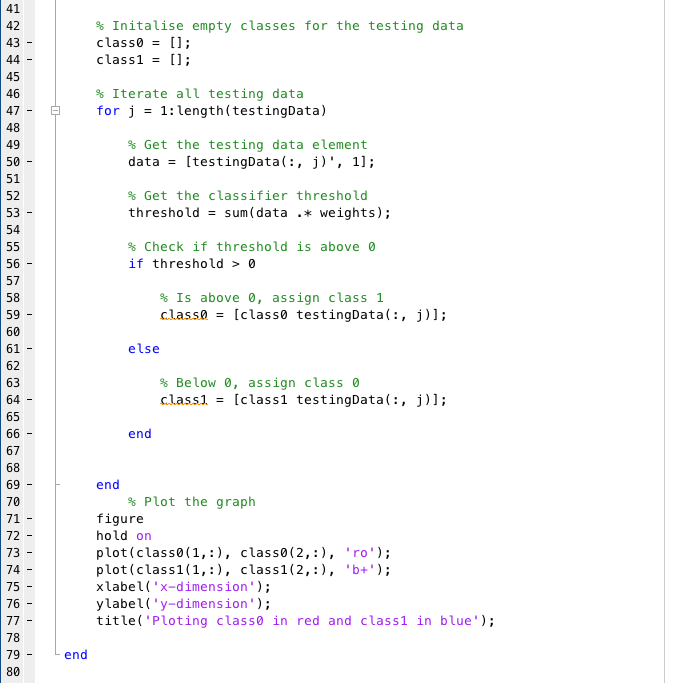 41
42 % Initalise empty classes for the testing data
43 - class0 = [];
44 - class1 = [];
45
46 % Iterate all testing data
47 - for j = 1:length(testingData)
48
49 % Get the testing data element
50 - data = [testingData(:, j)', 1];
51
52 % Get the classifier threshold
53 - threshold = sum(data .* weights);
54
55 % Check if threshold is above 0
56 - if threshold > 0
57
58 % Is above 0, assign class 1
59 - class0 = [class0 testingData(:, j)];
60
61 - else
62
63 % Below 0, assign class 0
64 - class1 = [class1 testingData(:, j)];
65
66 - end
67
68
69 - end
70 % Plot the graph
71 - figure
72 - hold on
73 - plot(class0(1,:), class0(2,:), 'ro');
74 - plot(class1(1,:), class1(2,:), 'b+');
75 - xlabel('x-dimension');
76 - ylabel('y-dimension');
77 - title('Ploting class0 in red and class1 in blue');
78
79 - end
80